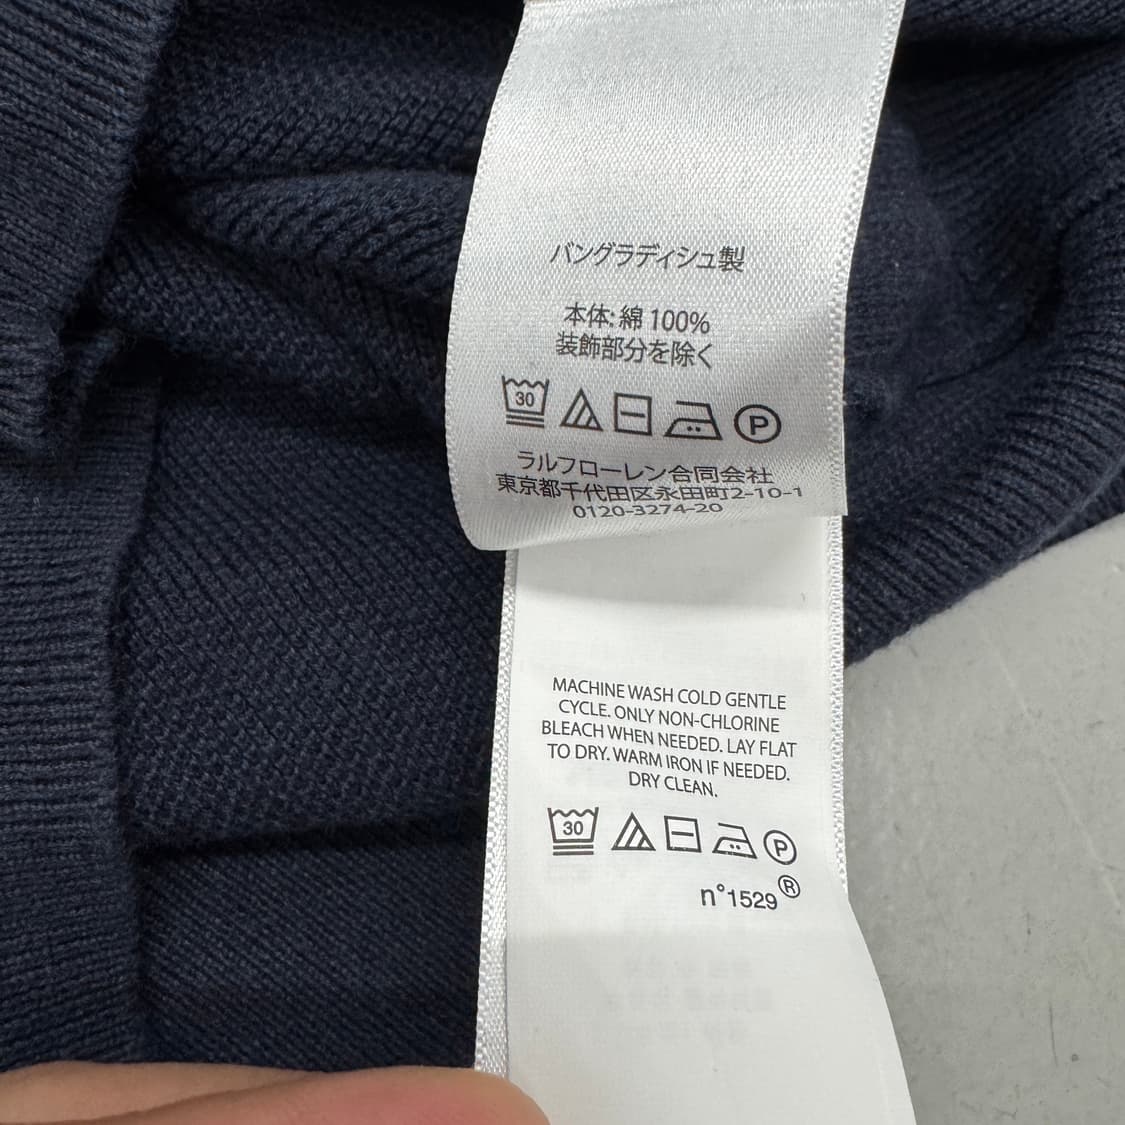 バングラディシュ製
本体: 綿 100%
装飾部分を除く
30
P
ラルフローレン合同会社
東京都千代田区永田町2-10-1
0120-3274-20
MACHINE WASH COLD GENTLE
CYCLE. ONLY NON-CHLORINE
BLEACH WHEN NEEDED. LAY FLAT
TO DRY. WARM IRON IF NEEDED.
DRY CLEAN.
30
P
n°1529®